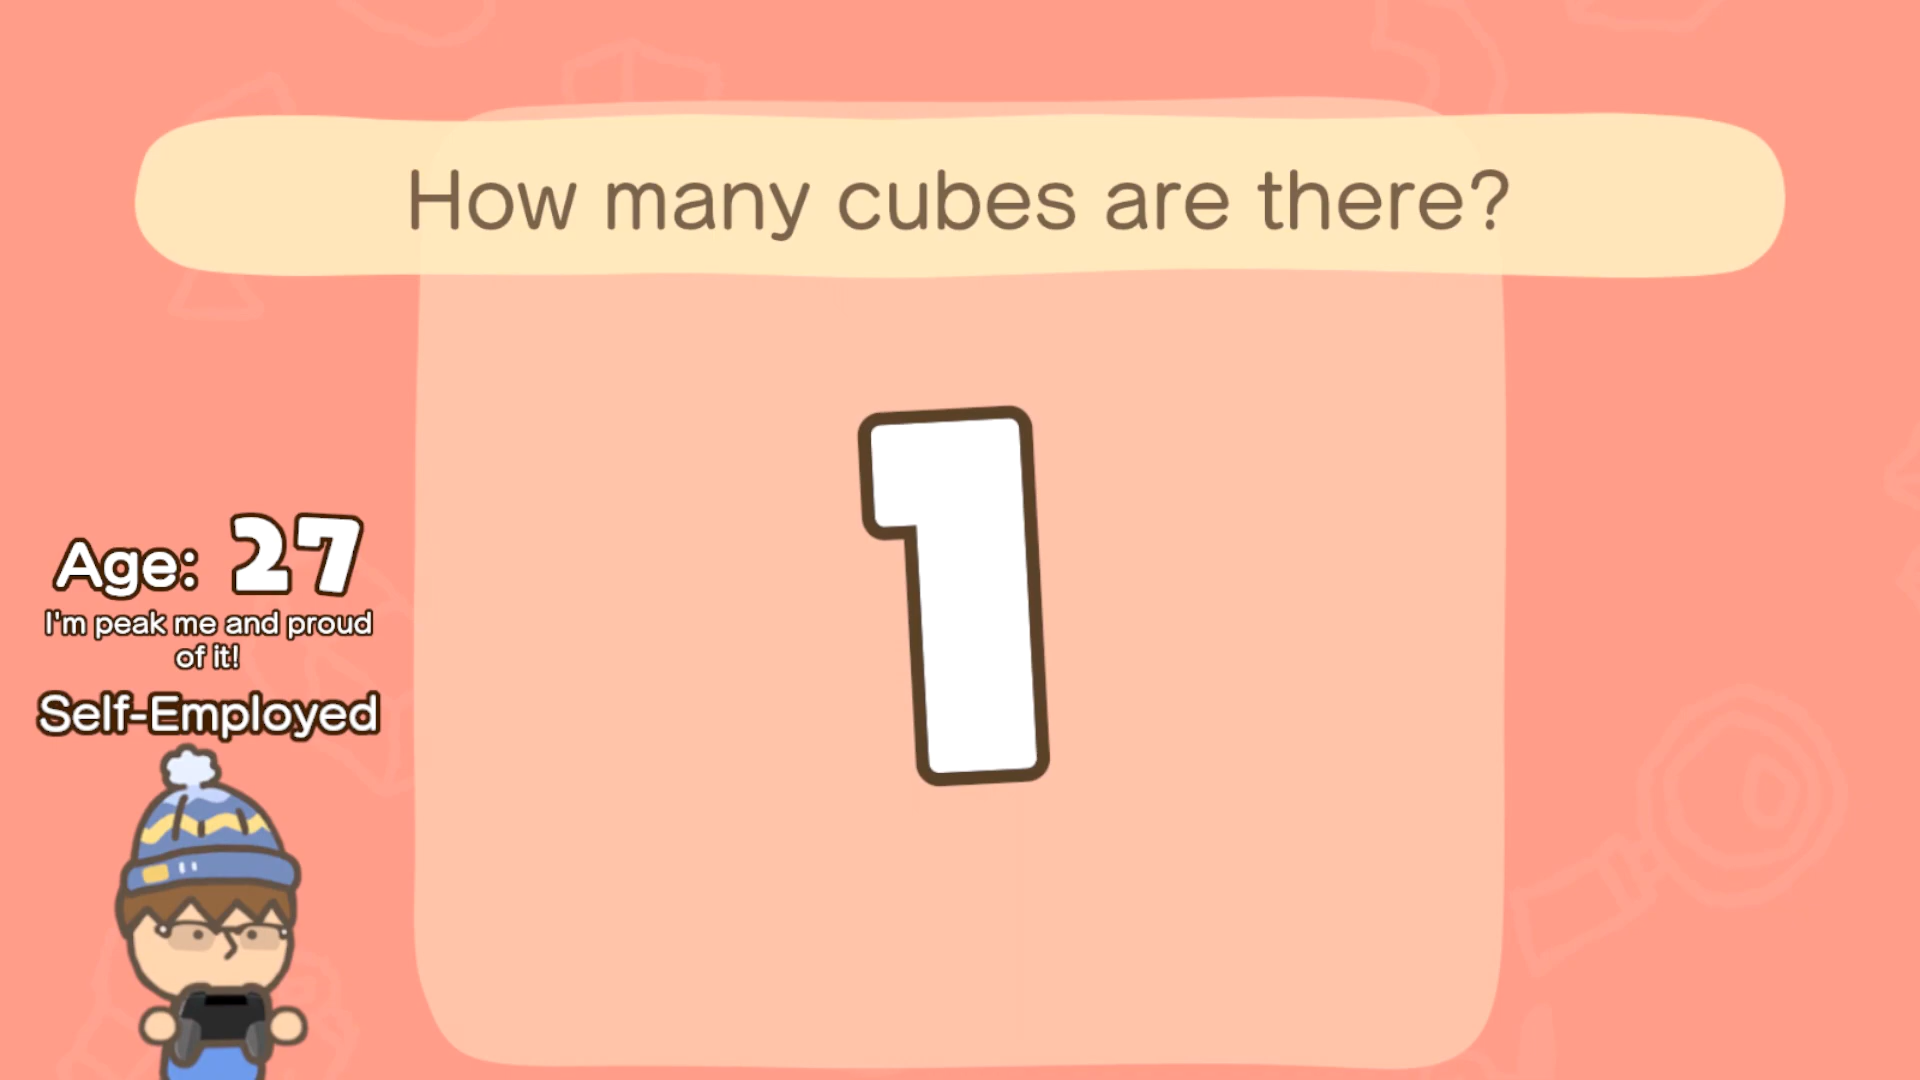 How many cubes are there?
1
Age: 27
I'm peak me and proud
of it!
Self-Employed